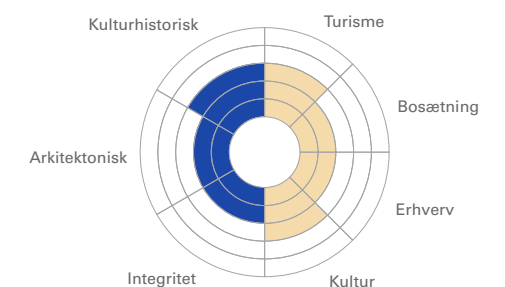 Kulturhistorisk
Turisme
Bosætning
Arkitektonisk
Erhverv
Integritet
Kultur